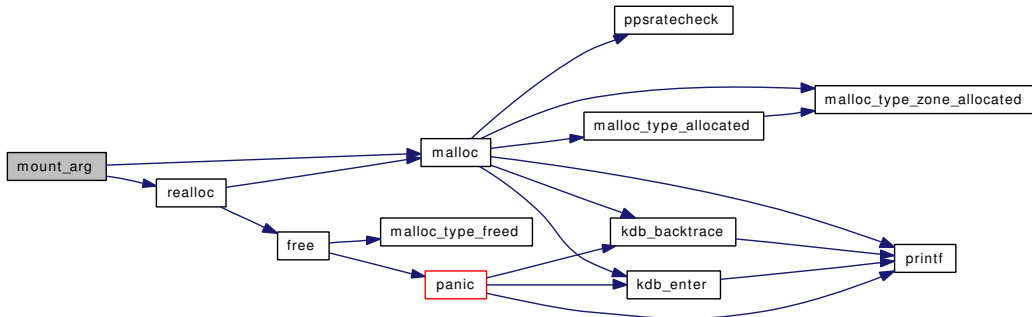 ppsratecheck
malloc_type_zone_allocated
malloc_type_allocated
malloc
mount_arg
realloc
malloc_type_freed
kdb_backtrace
free
printf
panic
kdb_enter